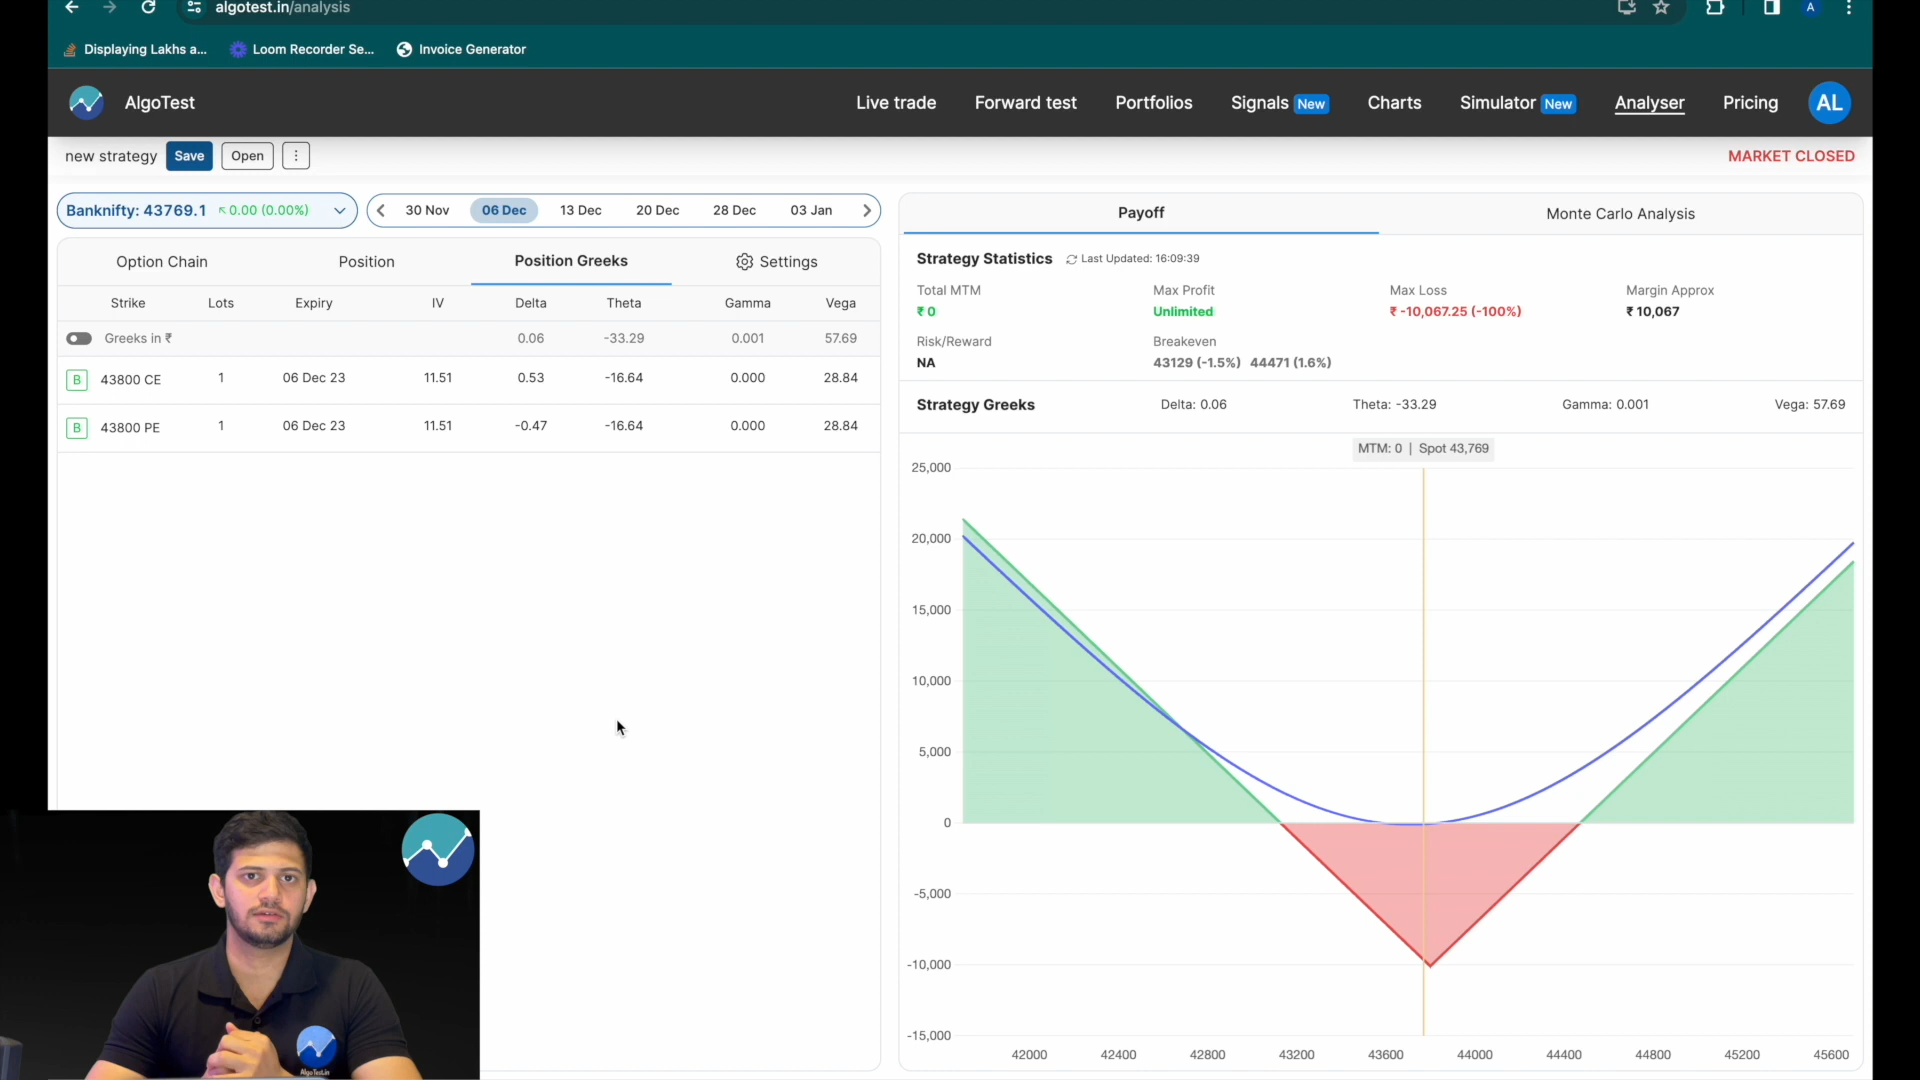 algotest.in/analysis
A
Displaying Lakhs a... Loom Recorder Se... Invoice Generator
AlgoTest Live trade Forward test Portfolios Signals New Charts Simulator New Analyser Pricing AL
new strategy Save Open MARKET CLOSED
Banknifty: 43769.1 0.00 (0.00%) 30 Nov 06 Dec 13 Dec 20 Dec 28 Dec 03 Jan
Option Chain Position Position Greeks Settings
Strike Lots Expiry IV Delta Theta Gamma Vega
Greeks in ₹ 0.06 -33.29 0.001 57.69
B 43800 CE 1 06 Dec 23 11.51 0.53 -16.64 0.000 28.84
B 43800 PE 1 06 Dec 23 11.51 -0.47 -16.64 0.000 28.84
Payoff Monte Carlo Analysis
Strategy Statistics Last Updated: 16:09:39
Total MTM Max Profit Max Loss Margin Approx
₹ 0 Unlimited ₹ -10,067.25 (-100%) ₹ 10,067
Risk/Reward Breakeven
NA 43129 (-1.5%) 44471 (1.6%)
Strategy Greeks Delta: 0.06 Theta: -33.29 Gamma: 0.001 Vega: 57.69
MTM: 0 | Spot 43,769
25,000
20,000
15,000
10,000
5,000
0
-5,000
-10,000
-15,000
42000 42400 42800 43200 43600 44000 44400 44800 45200 45600
AlgoTest.in